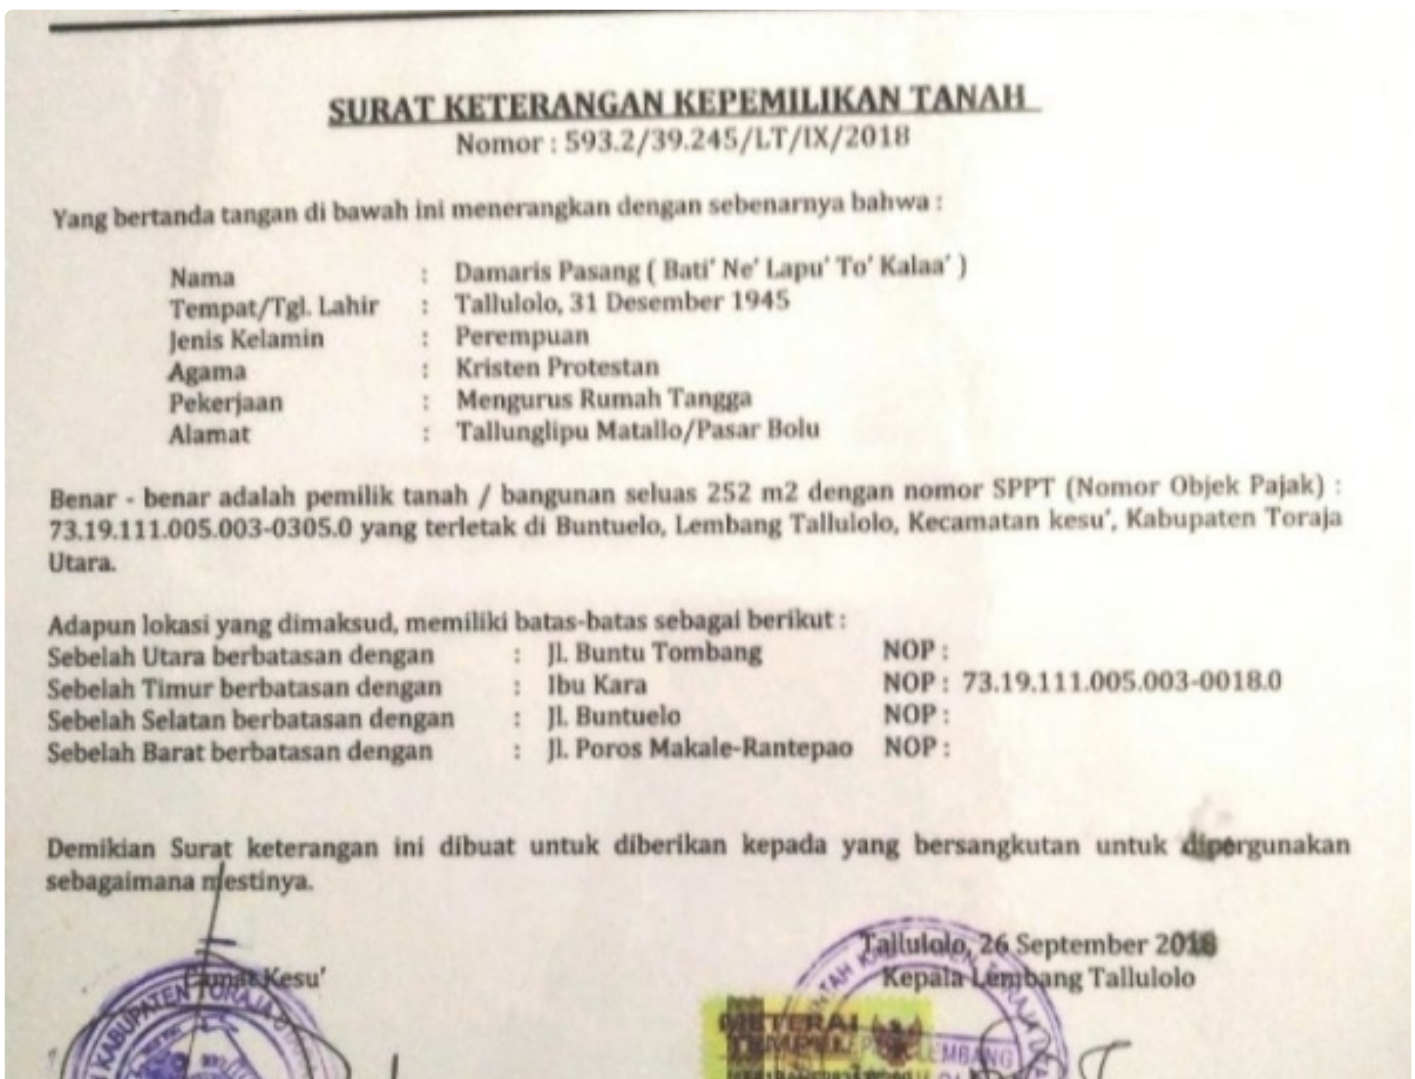 SURAT KETERANGAN KEPEMILIKAN TANAH
Nomor : 593.2/39.245/LT/IX/2018
Yang bertanda tangan di bawah ini menerangkan dengan sebenarnya bahwa :
Nama : Damaris Pasang ( Bati' Ne' Lapu' To' Kalaa' )
Tempat/Tgl. Lahir : Tallulolo, 31 Desember 1945
Jenis Kelamin : Perempuan
Agama : Kristen Protestan
Pekerjaan : Mengurus Rumah Tangga
Alamat : Tallunglipu Matallo/Pasar Bolu
Benar - benar adalah pemilik tanah / bangunan seluas 252 m2 dengan nomor SPPT (Nomor Objek Pajak) :
73.19.111.005.003-0305.0 yang terletak di Buntuelo, Lembang Tallulolo, Kecamatan kesu', Kabupaten Toraja
Utara.
Adapun lokasi yang dimaksud, memiliki batas-batas sebagai berikut :
Sebelah Utara berbatasan dengan : Jl. Buntu Tombang NOP :
Sebelah Timur berbatasan dengan : Ibu Kara NOP : 73.19.111.005.003-0018.0
Sebelah Selatan berbatasan dengan : Jl. Buntuelo NOP :
Sebelah Barat berbatasan dengan : Jl. Poros Makale-Rantepao NOP :
Demikian Surat keterangan ini dibuat untuk diberikan kepada yang bersangkutan untuk dipergunakan
sebagaimana mestinya.
Tallulolo, 26 September 2018
Camat Kesu' Kepala Lembang Tallulolo
KABUPATEN TORAJA
METERAI
TEMPEL
LEMBANG